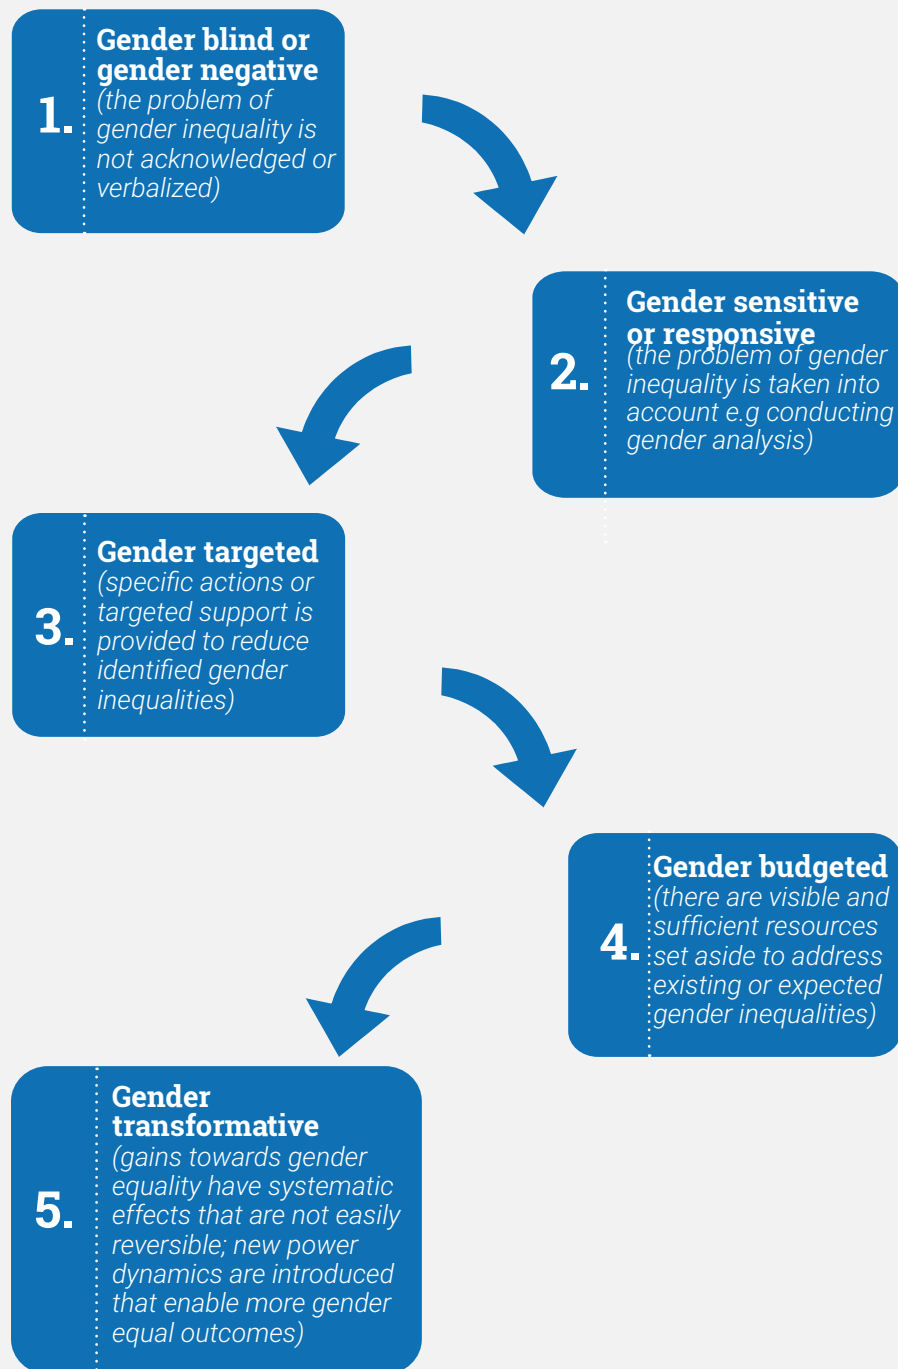 1.
Gender blind or
gender negative
(the problem of
gender inequality is
not acknowledged or
verbalized)
2.
Gender sensitive
or responsive
(the problem of gender
inequality is taken into
account e.g conducting
gender analysis)
3.
Gender targeted
(specific actions or
targeted support is
provided to reduce
identified gender
inequalities)
4.
Gender budgeted
(there are visible and
sufficient resources
set aside to address
existing or expected
gender inequalities)
5.
Gender
transformative
(gains towards gender
equality have systematic
effects that are not easily
reversible; new power
dynamics are introduced
that enable more gender
equal outcomes)